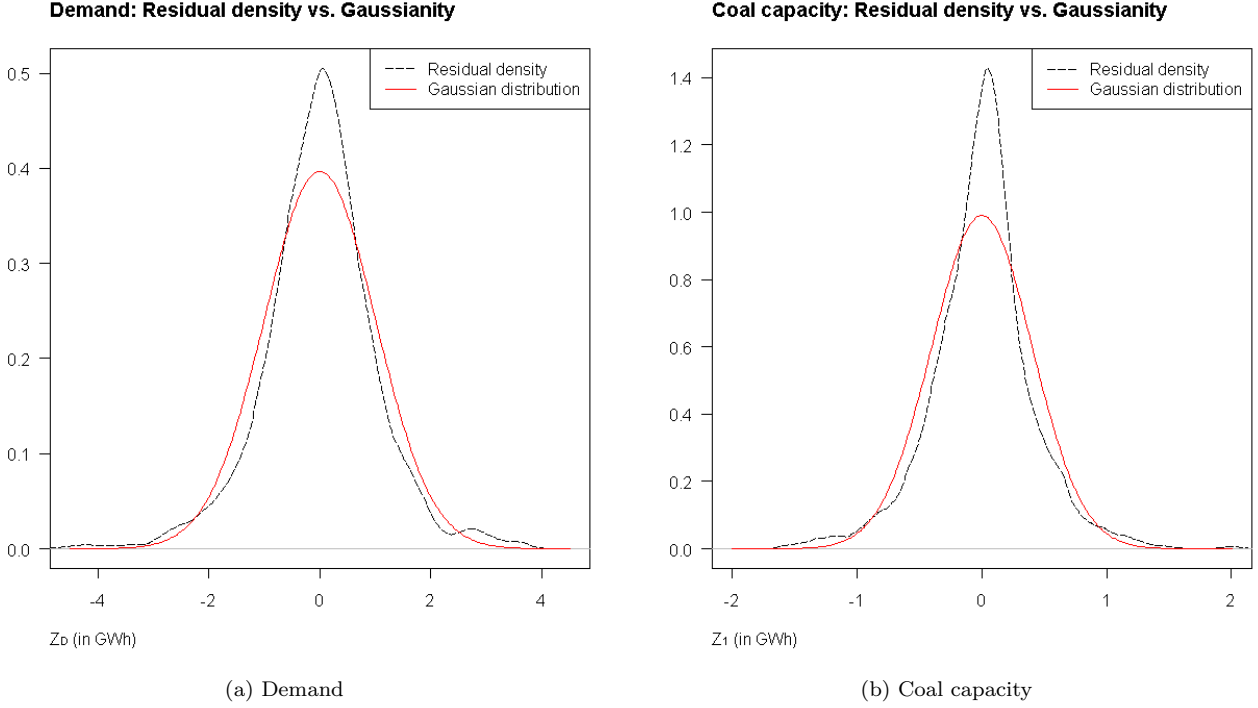 Demand: Residual density vs. Gaussianity
Residual density
Gaussian distribution
0.5
0.4
0.3
0.2
0.1
0.0
-4 -2 0 2 4
ZD (in GWh)
(a) Demand
Coal capacity: Residual density vs. Gaussianity
Residual density
Gaussian distribution
1.4
1.2
1.0
0.8
0.6
0.4
0.2
0.0
-2 -1 0 1 2
Z1 (in GWh)
(b) Coal capacity